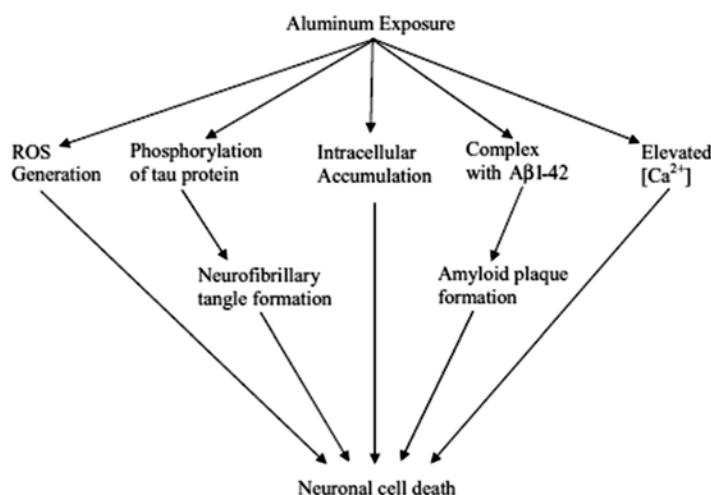 Aluminum Exposure
ROS
Generation
Phosphorylation
of tau protein
Intracellular
Accumulation
Complex
with Aβ1-42
Elevated
[Ca²⁺]
Neurofibrillary
tangle formation
Amyloid plaque
formation
Neuronal cell death